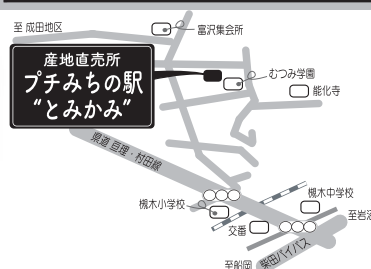 至 成田地区
富沢集会所
産地直売所
プチみちの駅
“とみかみ”
むつみ学園
能化寺
県道 亘理・村田線
槻木小学校
槻木中学校
交番
至岩沼
柴田バイパス
至船岡